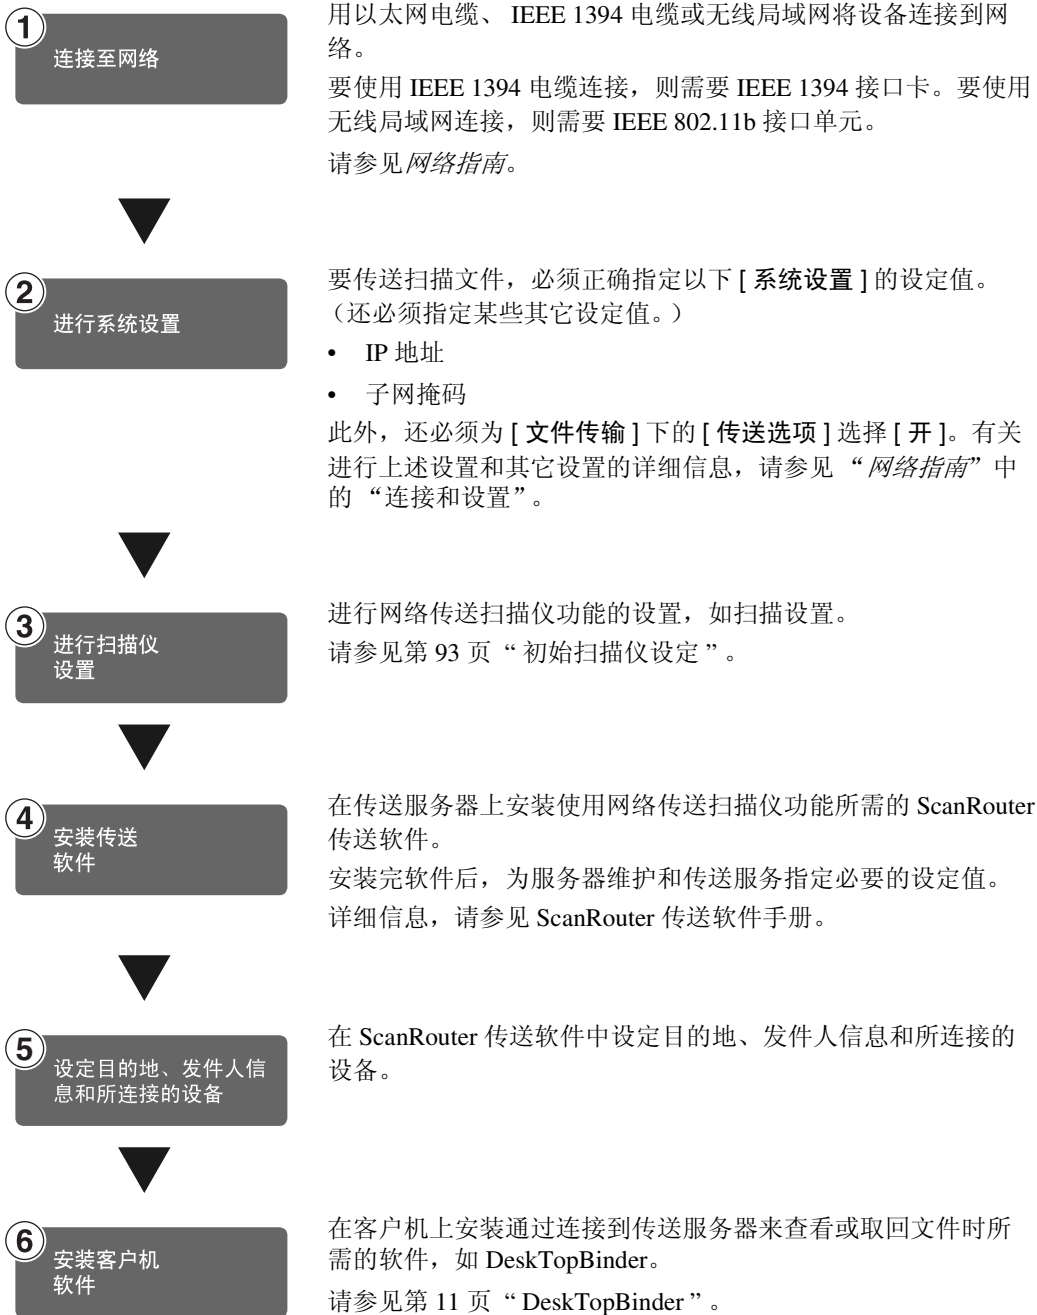 1
连接至网络
用以太网电缆、 IEEE 1394 电缆或无线局域网将设备连接到网
络。
要使用 IEEE 1394 电缆连接，则需要 IEEE 1394 接口卡。要使用
无线局域网连接，则需要 IEEE 802.11b 接口单元。
请参见网络指南。
2
进行系统设置
要传送扫描文件，必须正确指定以下 [ 系统设置 ] 的设定值。
（还必须指定某些其它设定值。）
• IP 地址
• 子网掩码
此外，还必须为 [ 文件传输 ] 下的 [ 传送选项 ] 选择 [ 开 ]。有关
进行上述设置和其它设置的详细信息，请参见 “网络指南”中
的 “连接和设置”。
3
进行扫描仪
设置
进行网络传送扫描仪功能的设置，如扫描设置。
请参见第 93 页 “ 初始扫描仪设定 ” 。
4
安装传送
软件
在传送服务器上安装使用网络传送扫描仪功能所需的 ScanRouter
传送软件。
安装完软件后，为服务器维护和传送服务指定必要的设定值。
详细信息，请参见 ScanRouter 传送软件手册。
5
设定目的地、发件人信
息和所连接的设备
在 ScanRouter 传送软件中设定目的地、发件人信息和所连接的
设备。
6
安装客户机
软件
在客户机上安装通过连接到传送服务器来查看或取回文件时所
需的软件，如 DeskTopBinder。
请参见第 11 页 “ DeskTopBinder ” 。